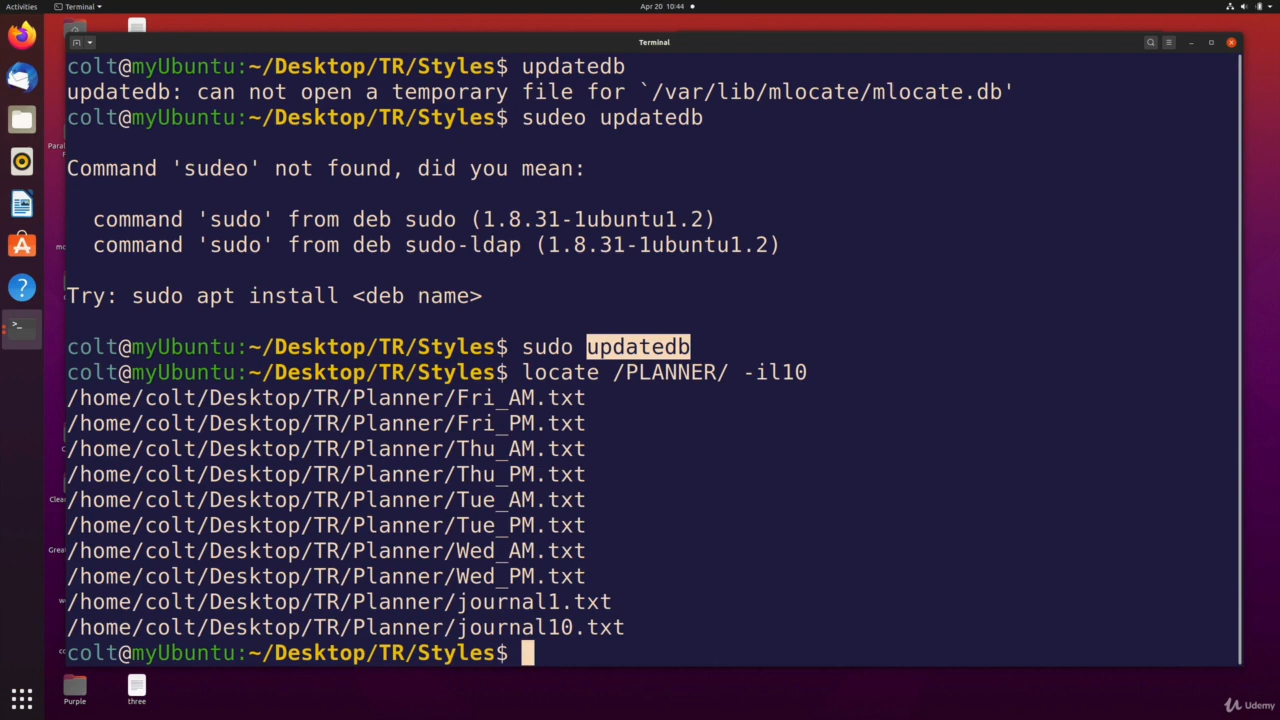 Activities
Terminal
Apr 20 10:44
Terminal
colt@myUbuntu:~/Desktop/TR/Styles$ updatedb
updatedb: can not open a temporary file for `/var/lib/mlocate/mlocate.db'
colt@myUbuntu:~/Desktop/TR/Styles$ sudeo updatedb
Command 'sudeo' not found, did you mean:
command 'sudo' from deb sudo (1.8.31-1ubuntu1.2)
command 'sudo' from deb sudo-ldap (1.8.31-1ubuntu1.2)
Try: sudo apt install <deb name>
colt@myUbuntu:~/Desktop/TR/Styles$ sudo updatedb
colt@myUbuntu:~/Desktop/TR/Styles$ locate /PLANNER/ -il10
/home/colt/Desktop/TR/Planner/Fri_AM.txt
/home/colt/Desktop/TR/Planner/Fri_PM.txt
/home/colt/Desktop/TR/Planner/Thu_AM.txt
/home/colt/Desktop/TR/Planner/Thu_PM.txt
/home/colt/Desktop/TR/Planner/Tue_AM.txt
/home/colt/Desktop/TR/Planner/Tue_PM.txt
/home/colt/Desktop/TR/Planner/Wed_AM.txt
/home/colt/Desktop/TR/Planner/Wed_PM.txt
/home/colt/Desktop/TR/Planner/journal1.txt
/home/colt/Desktop/TR/Planner/journal10.txt
colt@myUbuntu:~/Desktop/TR/Styles$
Purple
three
Udemy